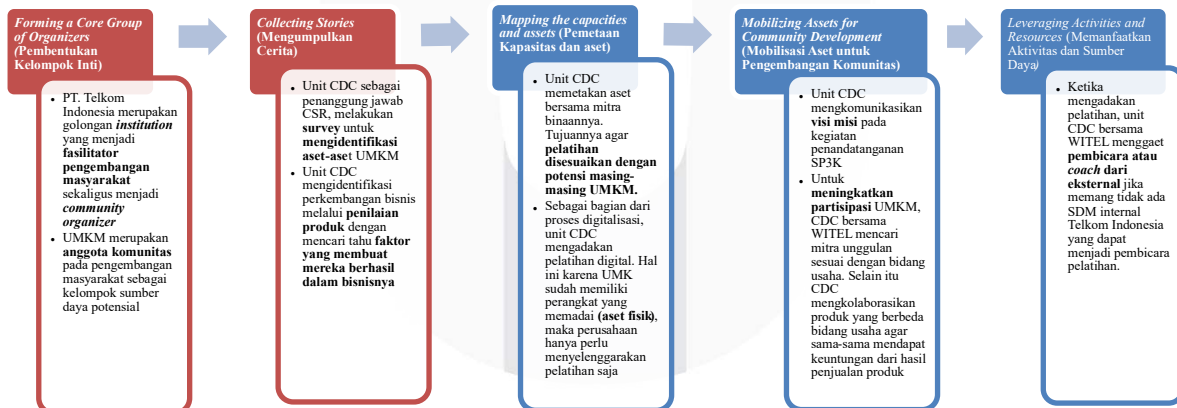 Forming a Core Group
of Organizers
(Pembentukan
Kelompok Inti)
• PT. Telkom
Indonesia merupakan
golongan institution
yang menjadi
fasilitator
pengembangan
masyarakat
sekaligus menjadi
community
organizer
• UMKM merupakan
anggota komunitas
pada pengembangan
masyarakat sebagai
kelompok sumber
daya potensial
Collecting Stories
(Mengumpulkan
Cerita)
• Unit CDC sebagai
penanggung jawab
CSR, melakukan
survey untuk
mengidentifikasi
aset-aset UMKM
• Unit CDC
mengidentifikasi
perkembangan bisnis
melalui penilaian
produk dengan
mencari tahu faktor
yang membuat
mereka berhasil
dalam bisnisnya
Mapping the capacities
and assets (Pemetaan
Kapasitas dan aset)
• Unit CDC
memetakan aset
bersama mitra
binaannya.
Tujuannya agar
pelatihan
disesuaikan dengan
potensi masing-
masing UMKM.
• Sebagai bagian dari
proses digitalisasi,
unit CDC
mengadakan
pelatihan digital. Hal
ini karena UMK
sudah memiliki
perangkat yang
memadai (aset fisik),
maka perusahaan
hanya perlu
menyelenggarakan
pelatihan saja
Mobilizing Assets for
Community Development
(Mobilisasi Aset untuk
Pengembangan Komunitas)
• Unit CDC
mengkomunikasikan
visi misi pada
kegiatan
penandatanganan
SP3K
• Untuk
meningkatkan
partisipasi UMKM,
CDC bersama
WITEL mencari
mitra unggulan
sesuai dengan bidang
usaha. Selain itu
CDC
mengkolaborasikan
produk yang berbeda
bidang usaha agar
sama-sama mendapat
keuntungan dari hasil
penjualan produk
Leveraging Activities and
Resources (Memanfaatkan
Aktivitas dan Sumber
Daya)
• Ketika
mengadakan
pelatihan, unit
CDC bersama
WITEL menggaet
pembicara atau
coach dari
eksternal jika
memang tidak ada
SDM internal
Telkom Indonesia
yang dapat
menjadi pembicara
pelatihan.